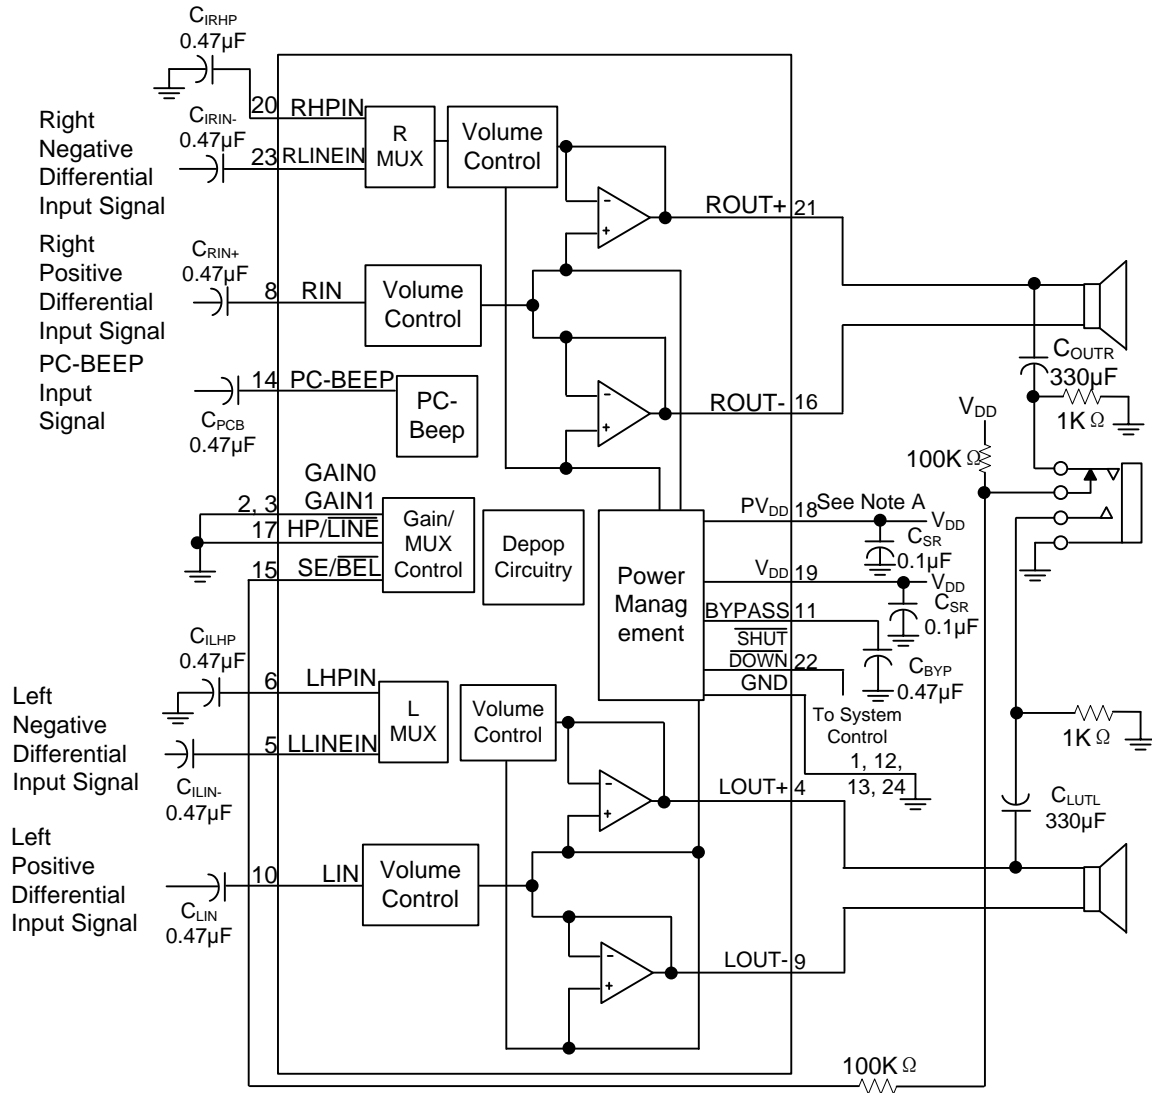 CIRHP
0.47µF
20 RHPIN
Right
Negative
Differential
Input Signal
CIRIN-
0.47µF
23 RLINEIN
R
MUX
Volume
Control
ROUT+ 21
Right
Positive
Differential
Input Signal
CRIN+
0.47µF
8 RIN
Volume
Control
PC-BEEP
Input
Signal
14 PC-BEEP
CPCB
0.47µF
PC-
Beep
ROUT- 16
COUTR
330µF
1K Ω
VDD
100K Ω
GAIN0
2, 3 GAIN1
17 HP/LINE
15 SE/BEL
Gain/
MUX
Control
Depop
Circuitry
Power
Manag
ement
PVDD 18
See Note A
VDD
CSR
0.1µF
VDD 19
VDD
CSR
0.1µF
BYPASS 11
CBYP
0.47µF
SHUT
DOWN 22
GND
To System
Control
1, 12,
13, 24
CILHP
0.47µF
6 LHPIN
Left
Negative
Differential
Input Signal
5 LLINEIN
CILIN-
0.47µF
L
MUX
Volume
Control
LOUT+ 4
1K Ω
CLUTL
330µF
Left
Positive
Differential
Input Signal
10 LIN
CLIN
0.47µF
Volume
Control
LOUT- 9
100K Ω